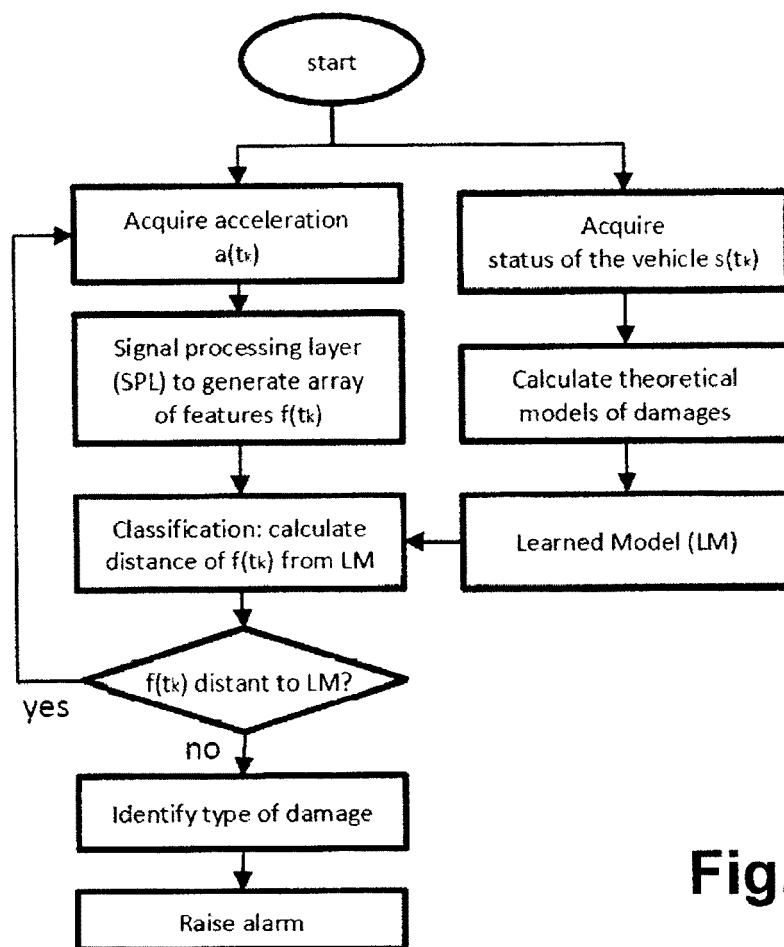 start
Acquire acceleration
a(tk)
Acquire
status of the vehicle s(tk)
Signal processing layer
(SPL) to generate array
of features f(tk)
Calculate theoretical
models of damages
Classification: calculate
distance of f(tk) from LM
Learned Model (LM)
f(tk) distant to LM?
yes
no
Identify type of damage
Raise alarm
Fig.